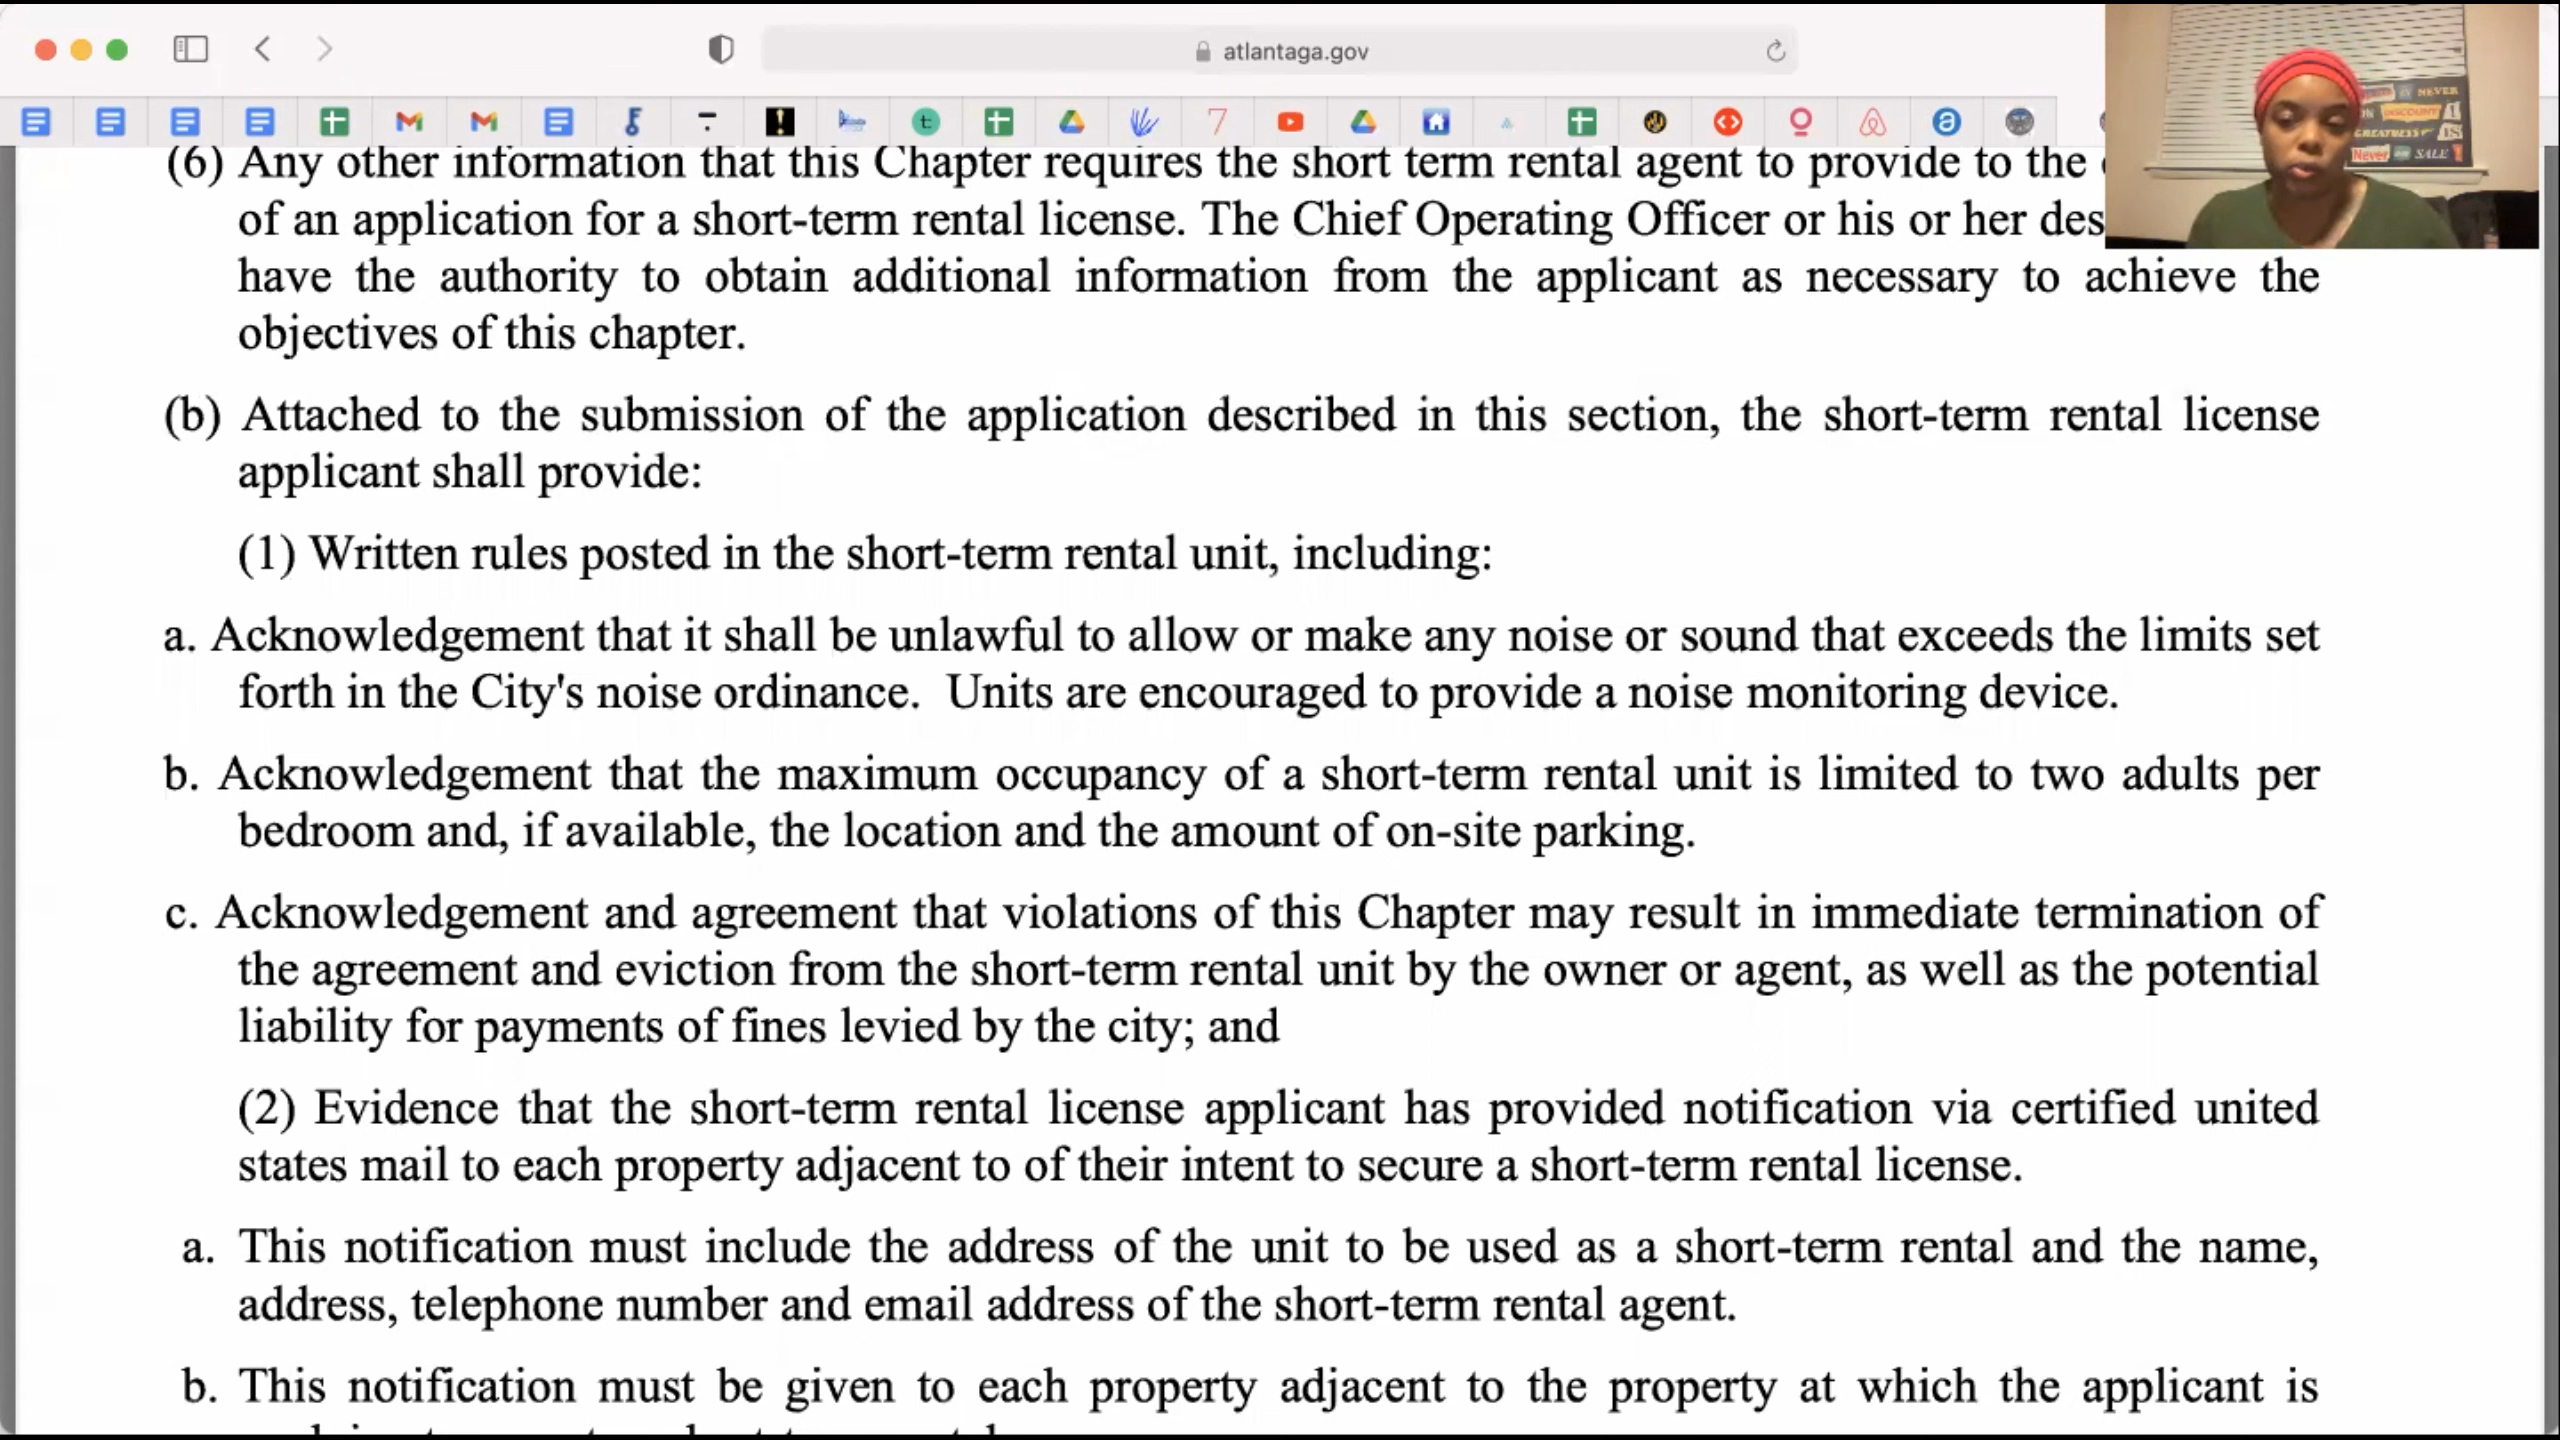 atlantaga.gov
NEVER
DISCOUNT
GREATNESS IS
Never ON SALE !
(6) Any other information that this Chapter requires the short term rental agent to provide to the
of an application for a short-term rental license. The Chief Operating Officer or his or her des
have the authority to obtain additional information from the applicant as necessary to achieve the
objectives of this chapter.
(b) Attached to the submission of the application described in this section, the short-term rental license
applicant shall provide:
(1) Written rules posted in the short-term rental unit, including:
a. Acknowledgement that it shall be unlawful to allow or make any noise or sound that exceeds the limits set
forth in the City's noise ordinance.  Units are encouraged to provide a noise monitoring device.
b. Acknowledgement that the maximum occupancy of a short-term rental unit is limited to two adults per
bedroom and, if available, the location and the amount of on-site parking.
c. Acknowledgement and agreement that violations of this Chapter may result in immediate termination of
the agreement and eviction from the short-term rental unit by the owner or agent, as well as the potential
liability for payments of fines levied by the city; and
(2) Evidence that the short-term rental license applicant has provided notification via certified united
states mail to each property adjacent to of their intent to secure a short-term rental license.
a. This notification must include the address of the unit to be used as a short-term rental and the name,
address, telephone number and email address of the short-term rental agent.
b. This notification must be given to each property adjacent to the property at which the applicant is